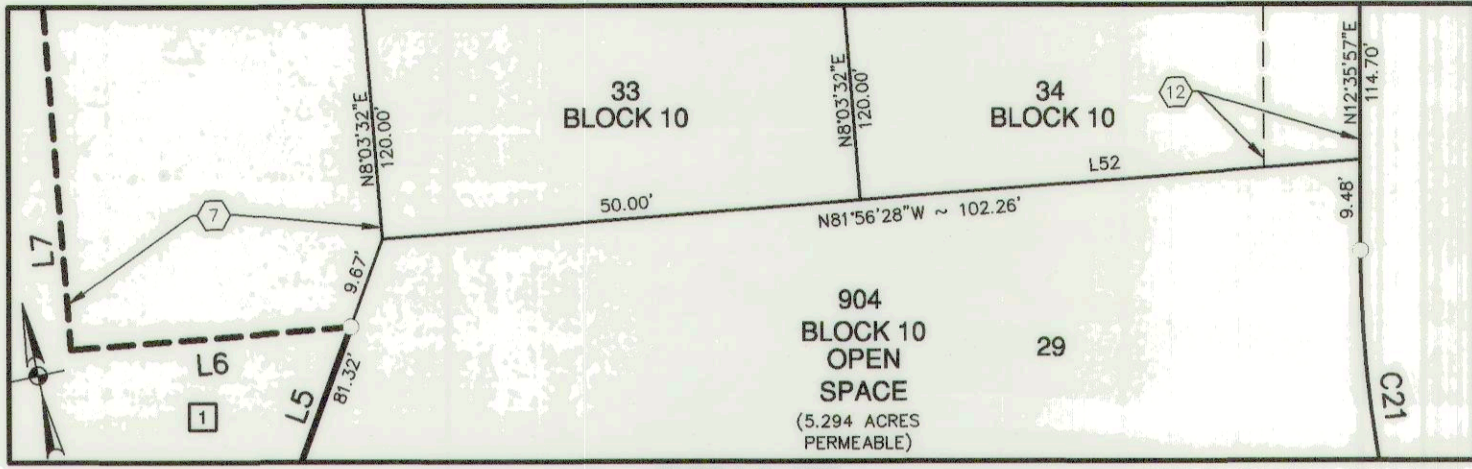 33
BLOCK 10
34
BLOCK 10
N8°03'32"E
120.00'
N8°03'32"E
120.00'
12
N12°35'57"E
114.70'
L52
50.00'
N81°56'28"W ~ 102.26'
9.48'
7
L7
9.67'
L6
1
L5
81.32'
904
BLOCK 10
OPEN
SPACE
(5.294 ACRES
PERMEABLE)
29
C21